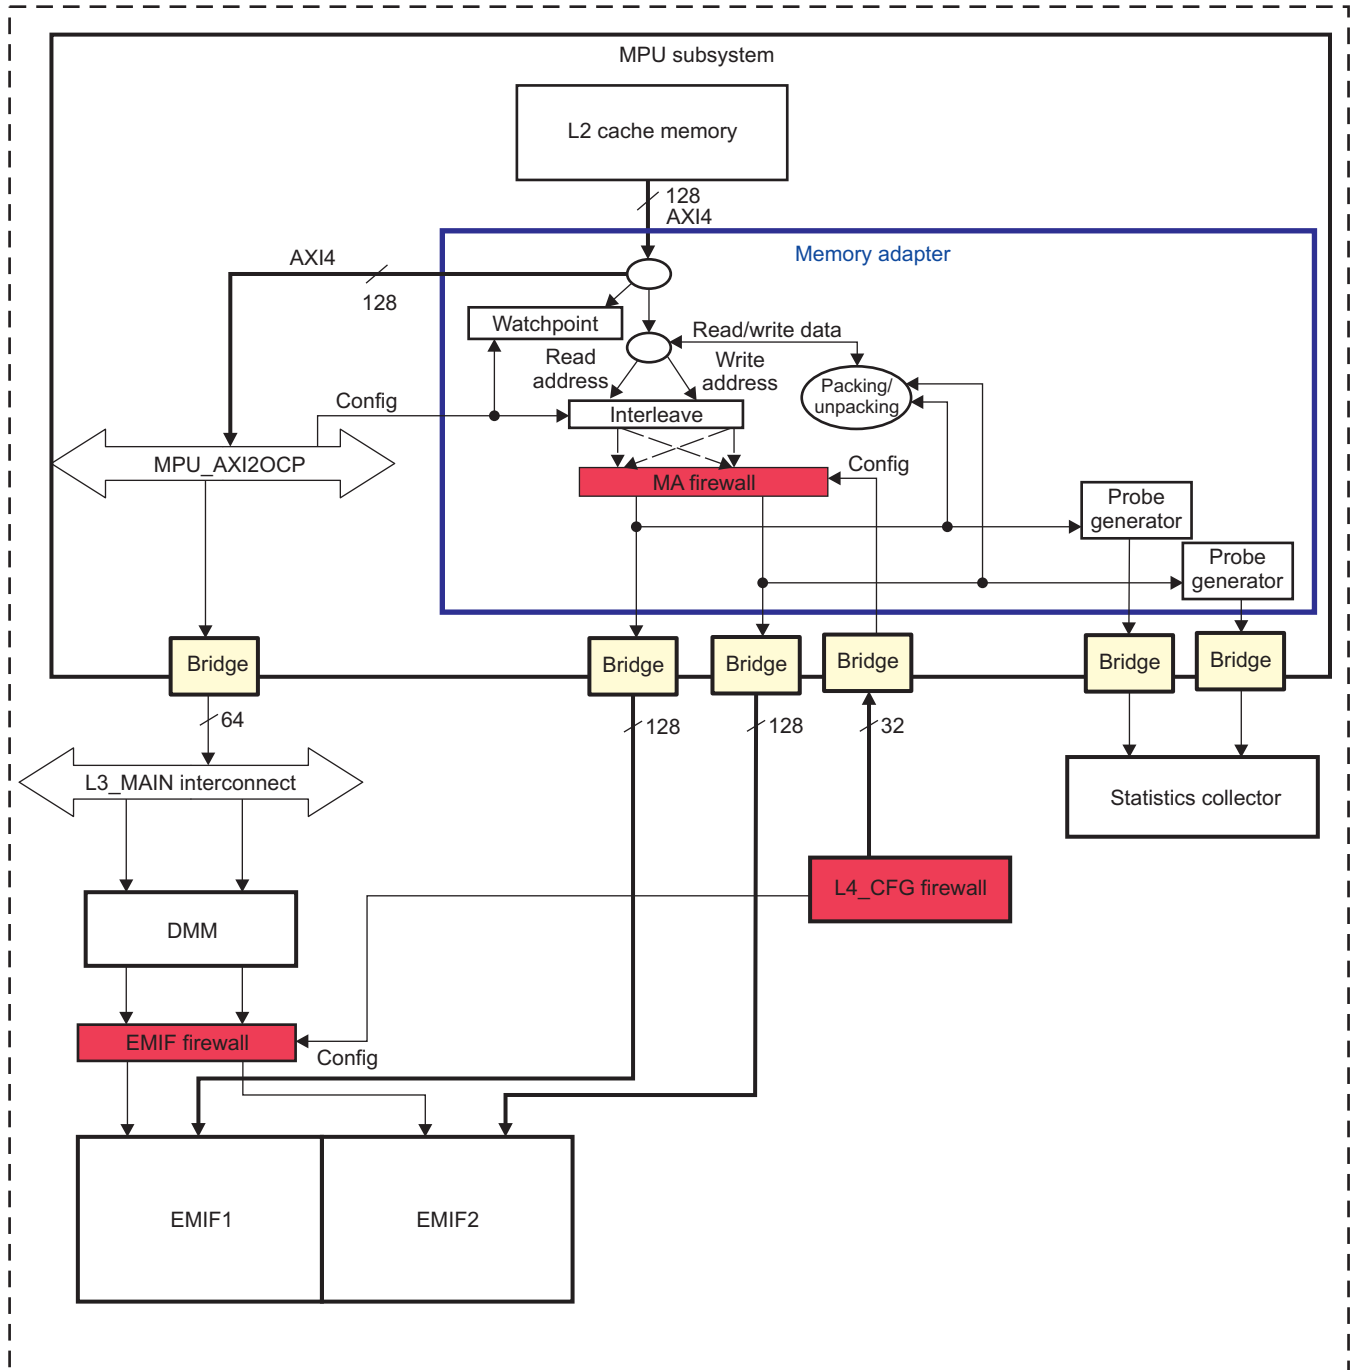 MPU subsystem
L2 cache memory
128
AXI4
Memory adapter
AXI4
128
Watchpoint
Read/write data
Read
address
Write
address
Packing/
unpacking
Config
Interleave
MPU_AXI2OCP
Config
MA firewall
Probe
generator
Probe
generator
Bridge
Bridge
Bridge
Bridge
Bridge
Bridge
64
128
128
32
L3_MAIN interconnect
Statistics collector
L4_CFG firewall
DMM
EMIF firewall
Config
EMIF1
EMIF2